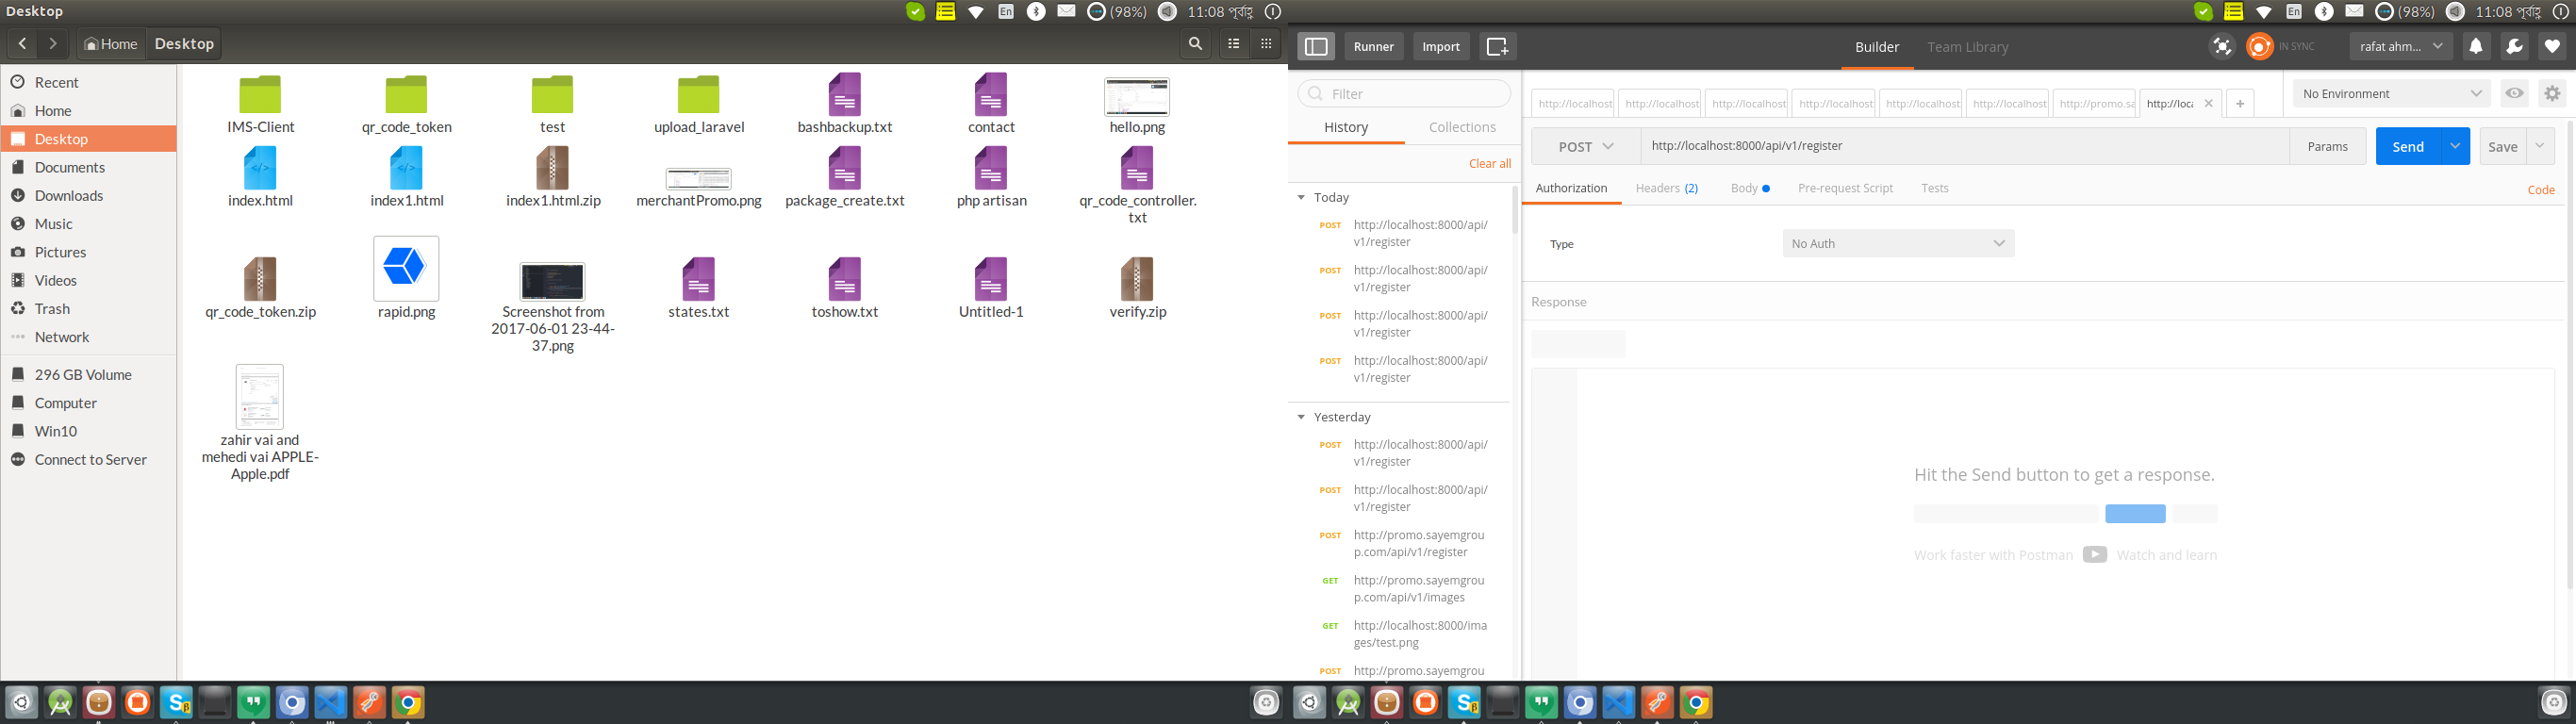 Desktop
En
(98%)
11:08 পূর্বাহ্ণ
Home
Desktop
Recent
Home
Desktop
Documents
Downloads
Music
Pictures
Videos
Trash
Network
296 GB Volume
Computer
Win10
Connect to Server
IMS-Client
qr_code_token
test
upload_laravel
bashbackup.txt
contact
hello.png
index.html
index1.html
index1.html.zip
merchantPromo.png
package_create.txt
php artisan
qr_code_controller.
txt
qr_code_token.zip
rapid.png
Screenshot from
2017-06-01 23-44-
37.png
states.txt
toshow.txt
Untitled-1
verify.zip
zahir vai and
mehedi vai APPLE-
Apple.pdf
En
(98%)
11:08 পূর্বাহ্ণ
Runner
Import
Builder
Team Library
IN SYNC
rafat ahm...
Filter
History
Collections
Clear all
Today
POST
http://localhost:8000/api/
v1/register
POST
http://localhost:8000/api/
v1/register
POST
http://localhost:8000/api/
v1/register
POST
http://localhost:8000/api/
v1/register
Yesterday
POST
http://localhost:8000/api/
v1/register
POST
http://localhost:8000/api/
v1/register
POST
http://promo.sayemgrou
p.com/api/v1/register
GET
http://promo.sayemgrou
p.com/api/v1/images
GET
http://localhost:8000/ima
ges/test.png
POST
http://promo.sayemgrou
http://localhost
http://localhost
http://localhost
http://localhost
http://localhost
http://localhost
http://promo.sa
http://loca
No Environment
POST
http://localhost:8000/api/v1/register
Params
Send
Save
Authorization
Headers (2)
Body
Pre-request Script
Tests
Code
Type
No Auth
Response
Hit the Send button to get a response.
Work faster with Postman
Watch and learn